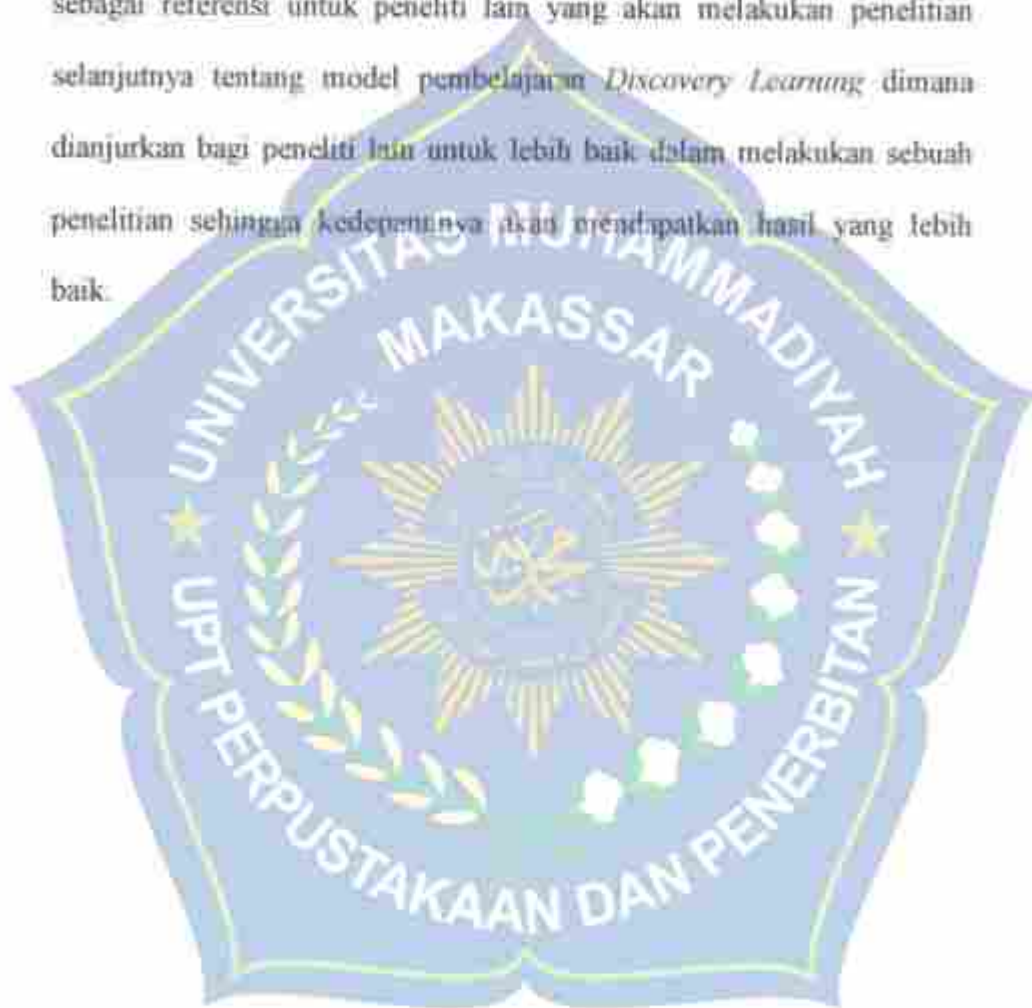 sebagai referensi untuk peneliti lain yang akan melakukan penelitian
selanjutnya tentang model pembelajaran Discovery Learning dimana
dianjurkan bagi peneliti lain untuk lebih baik dalam melakukan sebuah
penelitian sehingga kedepannya akan mendapatkan hasil yang lebih
baik.
UNIVERSITAS MUHAMMADIYAH
MAKASSAR
UPT PERPUSTAKAAN DAN PENERBITAN